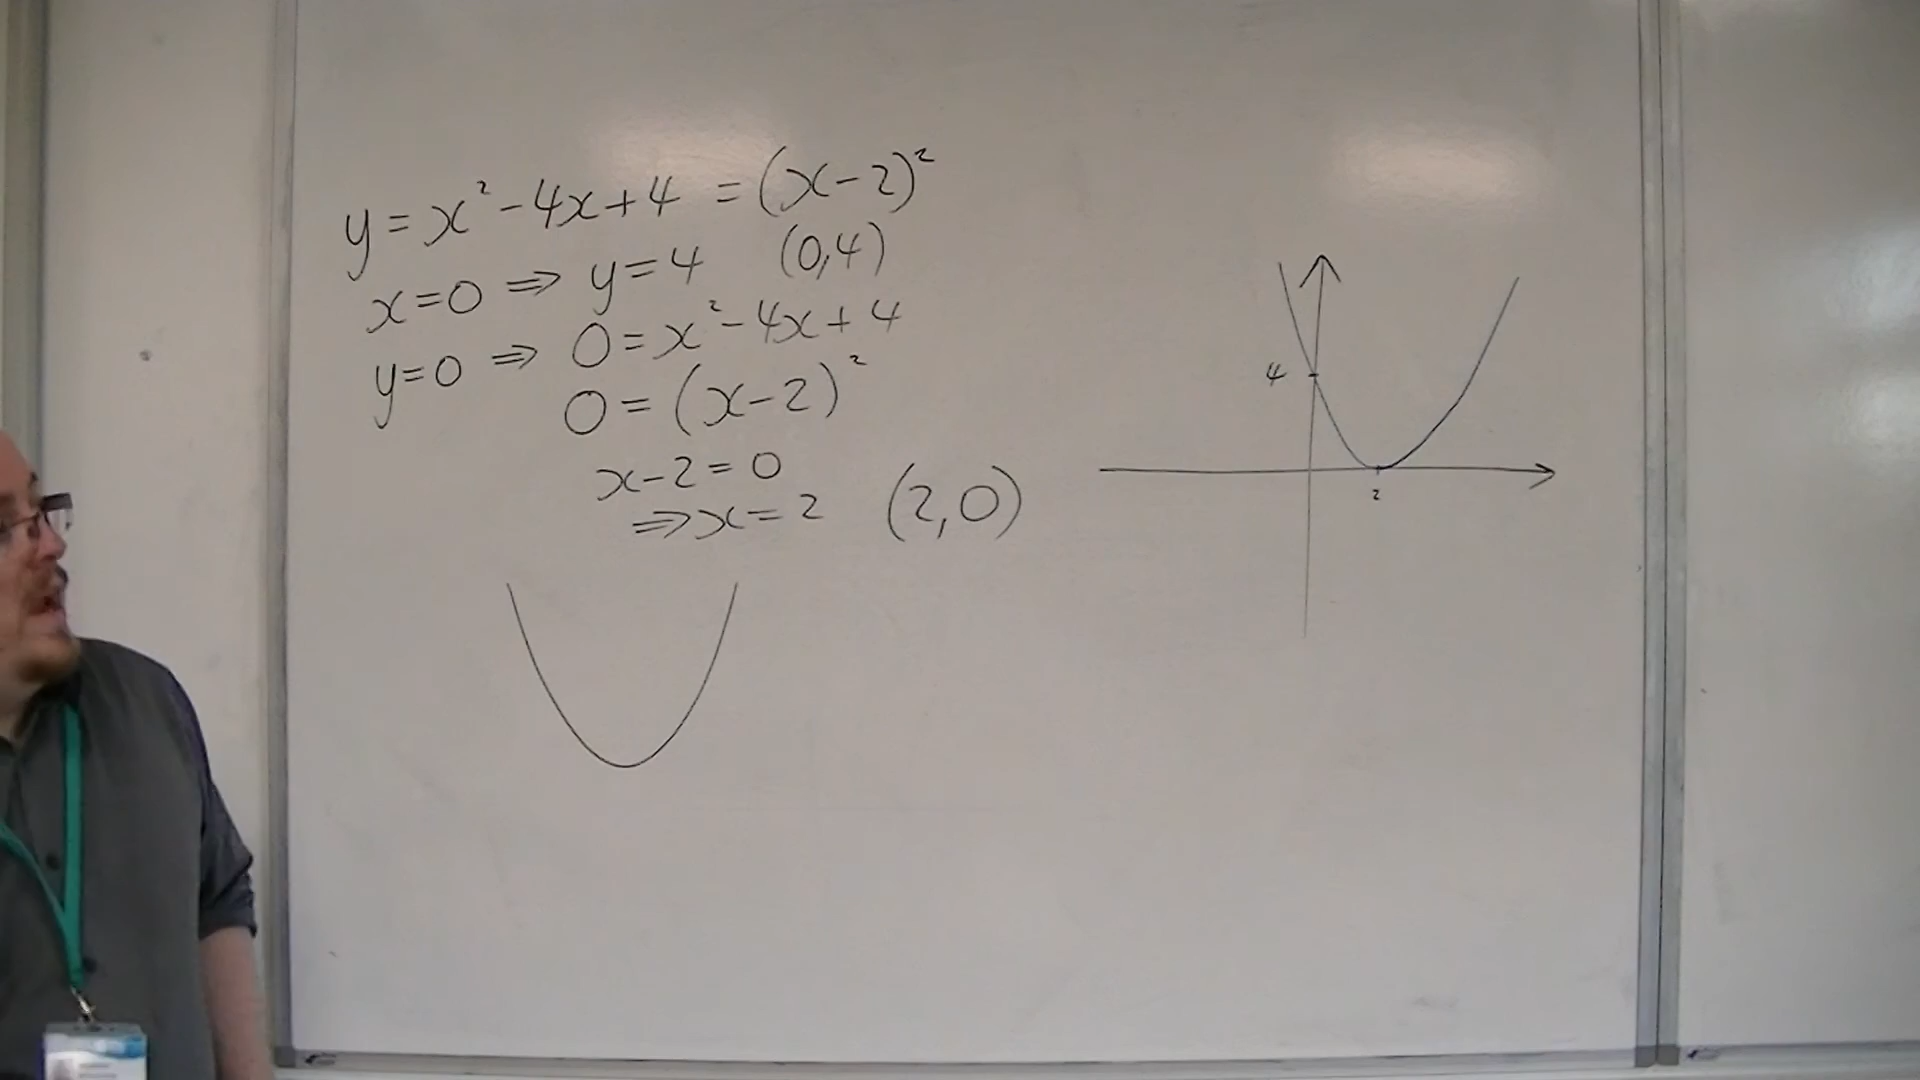 y = x² - 4x + 4 = (x - 2)²
x = 0 ⇒ y = 4 (0,4)
y = 0 ⇒ 0 = x² - 4x + 4
0 = (x - 2)²
x - 2 = 0
⇒ x = 2 (2,0)
4
2